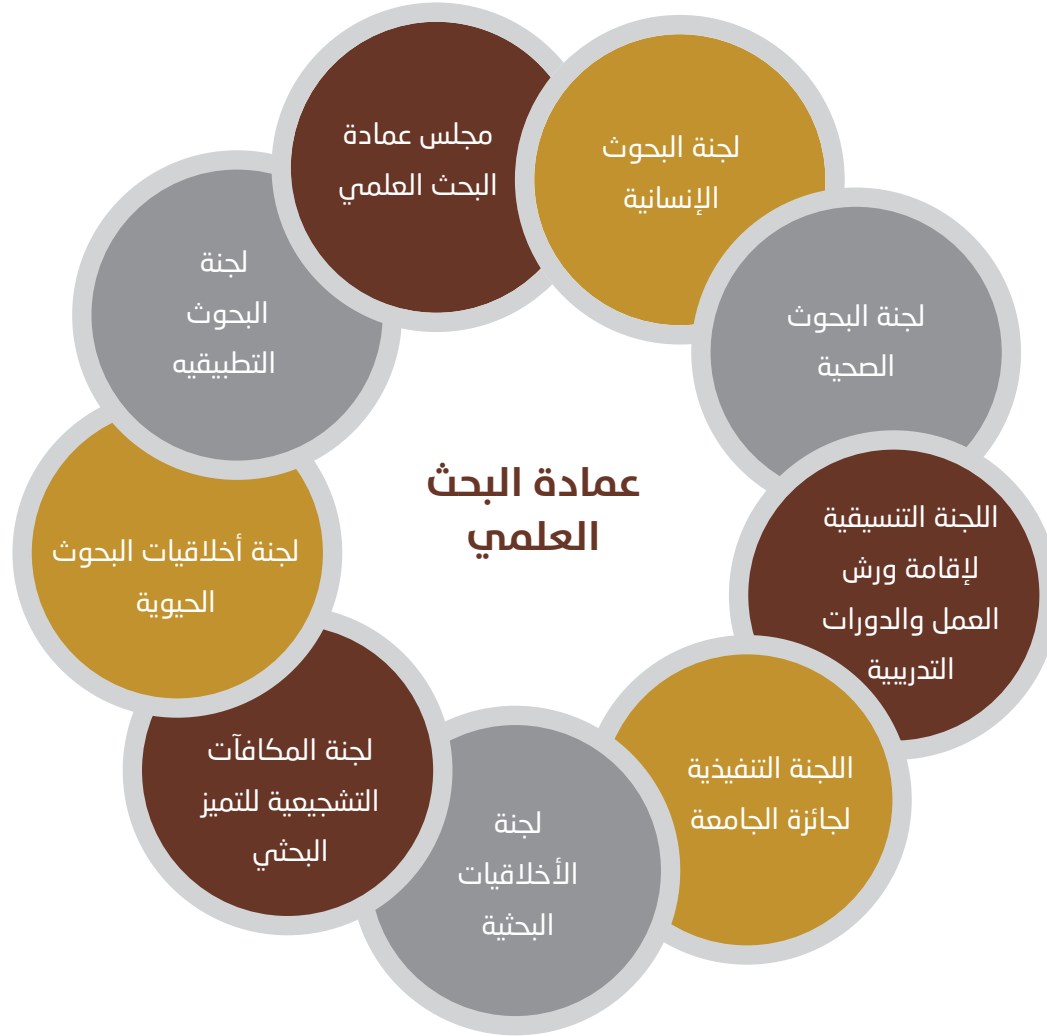 مجلس عمادة
البحث العلمي
لجنة البحوث
الإنسانية
لجنة البحوث
الصحية
اللجنة التنسيقية
لإقامة ورش
العمل والدورات
التدريبية
اللجنة التنفيذية
لجائزة الجامعة
لجنة
الأخلاقيات
البحثية
لجنة المكافآت
التشجيعية للتميز
البحثي
لجنة أخلاقيات البحوث
الحيوية
لجنة
البحوث
التطبيقيه
عمادة البحث
العلمي